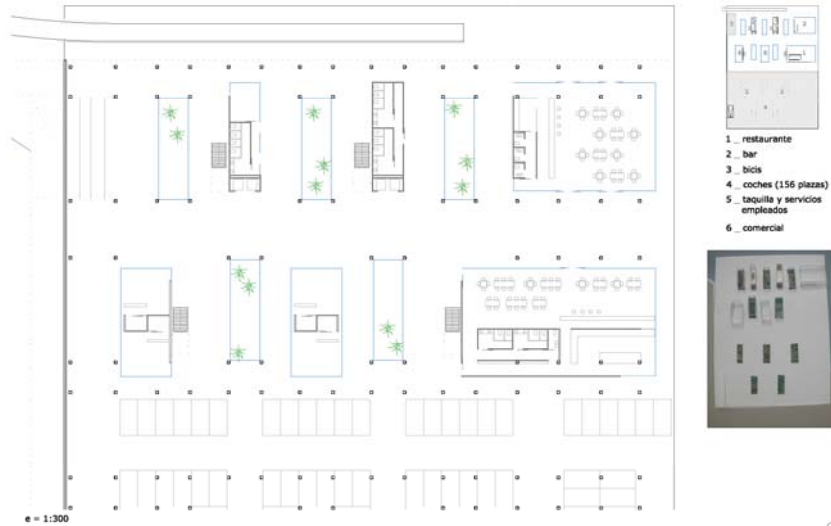 1 _ restaurante
2 _ bar
3 _ bicis
4 _ coches (156 plazas)
5 _ taquilla y servicios
empleados
6 _ comercial
e = 1:300